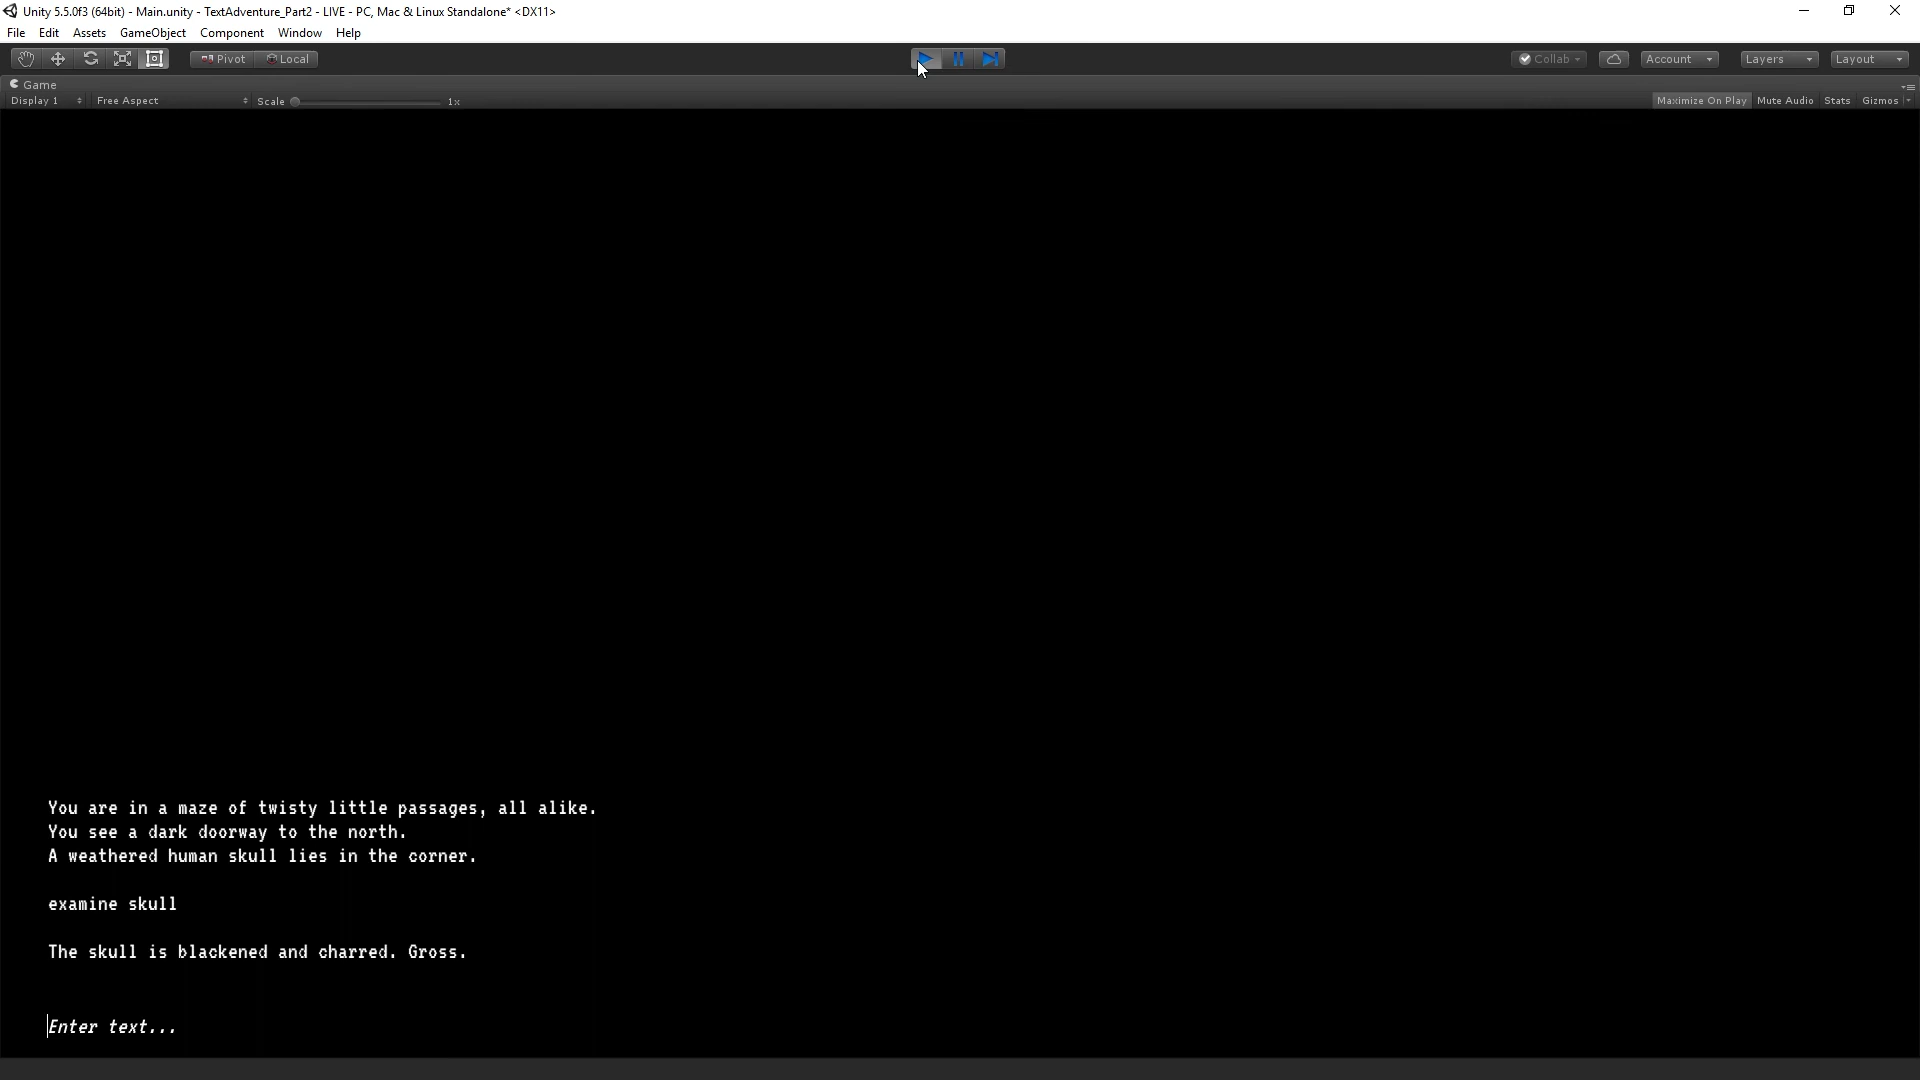 Unity 5.5.0f3 (64bit) - Main.unity - TextAdventure_Part2 - LIVE - PC, Mac & Linux Standalone* <DX11>
File Edit Assets GameObject Component Window Help
Pivot Local Collab Account Layers Layout
Game
Display 1 Free Aspect Scale 1x Maximize On Play Mute Audio Stats Gizmos
You are in a maze of twisty little passages, all alike.
You see a dark doorway to the north.
A weathered human skull lies in the corner.
examine skull
The skull is blackened and charred. Gross.
Enter text...